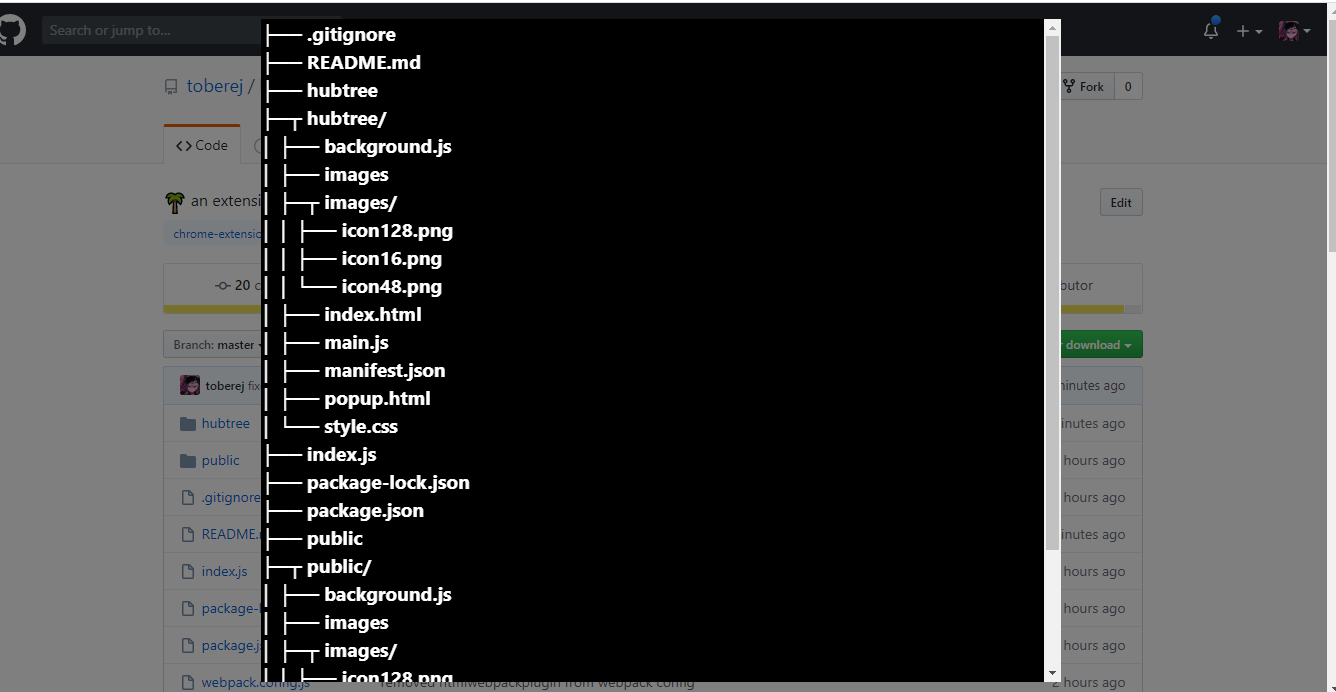 Search or jump to...
toberej /
Fork 0
Code
an extensi
Edit
chrome-extensio
20 c
butor
Branch: master
download
toberej fix
inutes ago
hubtree
inutes ago
public
hours ago
.gitignore
hours ago
README.
inutes ago
index.js
hours ago
package-l
hours ago
package.js
hours ago
webpack.config.js
removed htmlwebpackplugin from webpack config
2 hours ago
├── .gitignore
├── README.md
├── hubtree
├─┬ hubtree/
│ ├── background.js
│ ├── images
│ ├─┬ images/
│ │ ├── icon128.png
│ │ ├── icon16.png
│ │ └── icon48.png
│ ├── index.html
│ ├── main.js
│ ├── manifest.json
│ ├── popup.html
│ └── style.css
├── index.js
├── package-lock.json
├── package.json
├── public
├─┬ public/
│ ├── background.js
│ ├── images
│ ├─┬ images/
│ │ ├── icon128.png